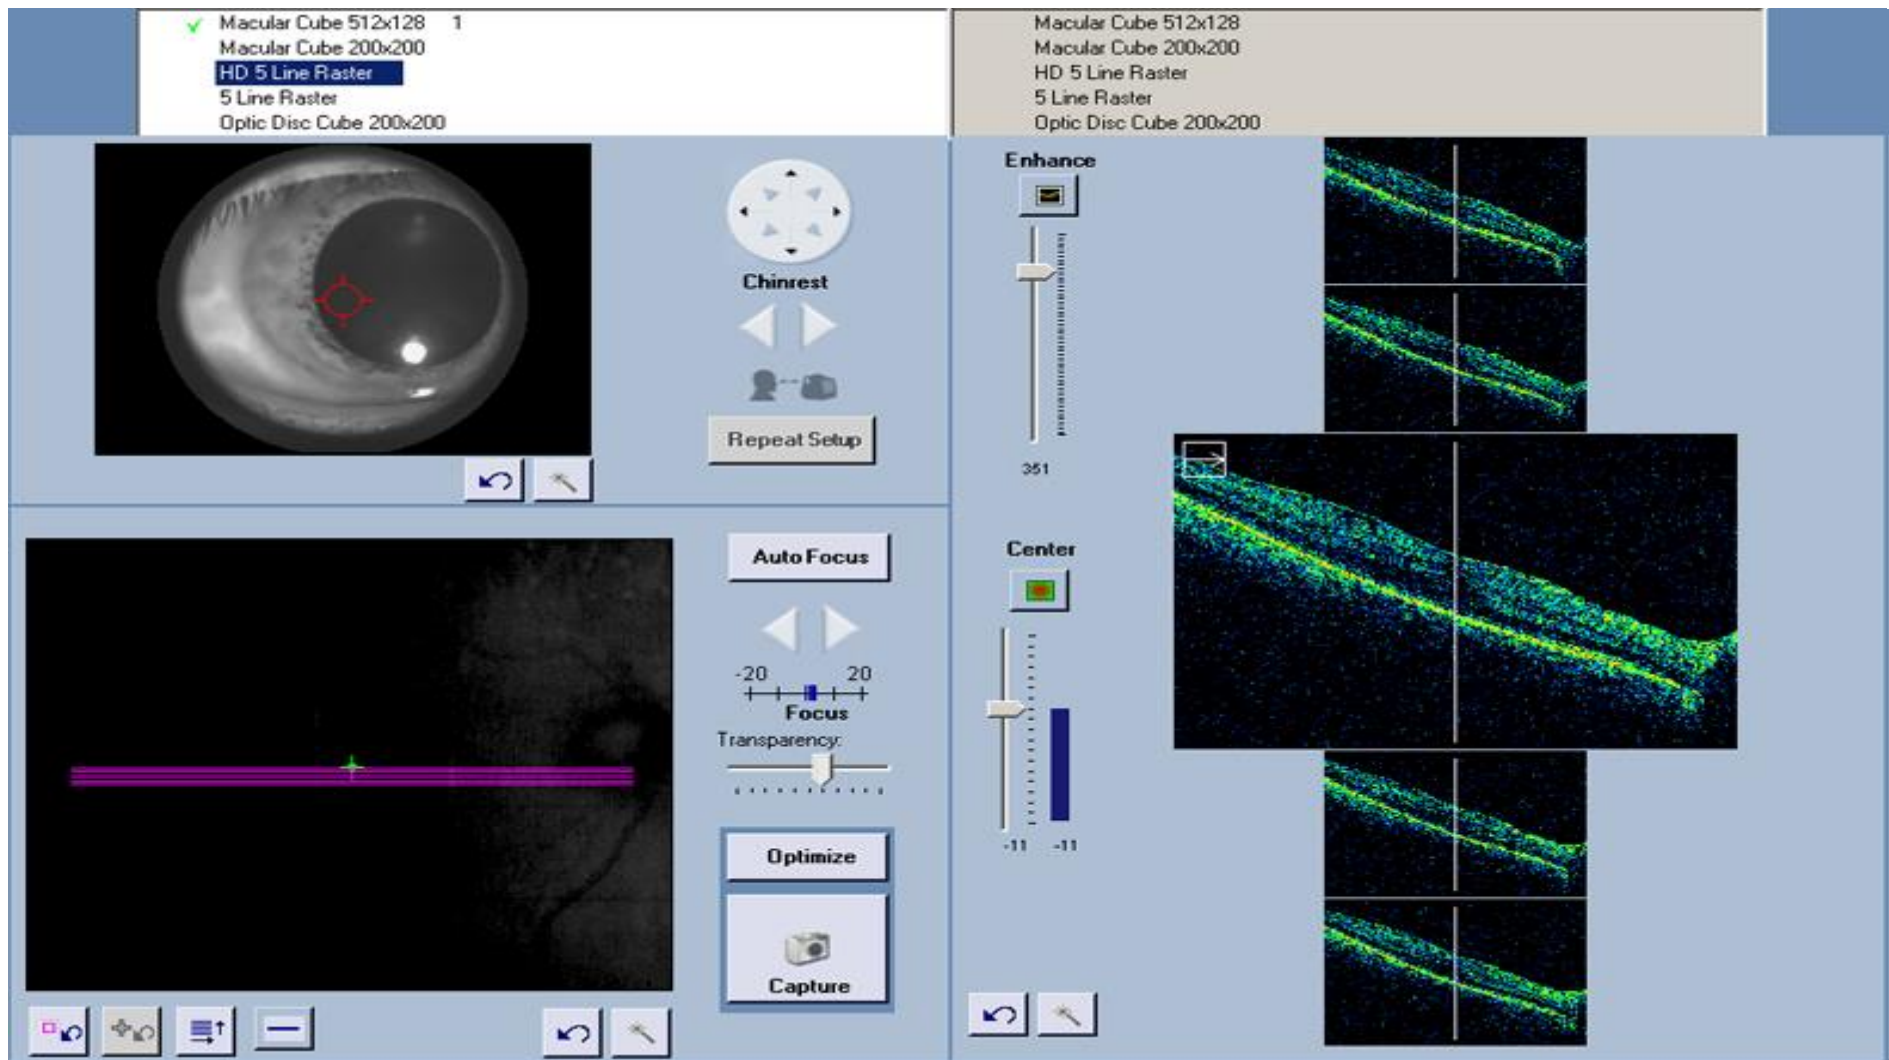 Macular Cube 512x128 1
Macular Cube 200x200
HD 5 Line Raster
5 Line Raster
Optic Disc Cube 200x200
Macular Cube 512x128
Macular Cube 200x200
HD 5 Line Raster
5 Line Raster
Optic Disc Cube 200x200
Chinrest
Repeat Setup
Auto Focus
-20 20
Focus
Transparency:
Optimize
Capture
Enhance
351
Center
-11 -11